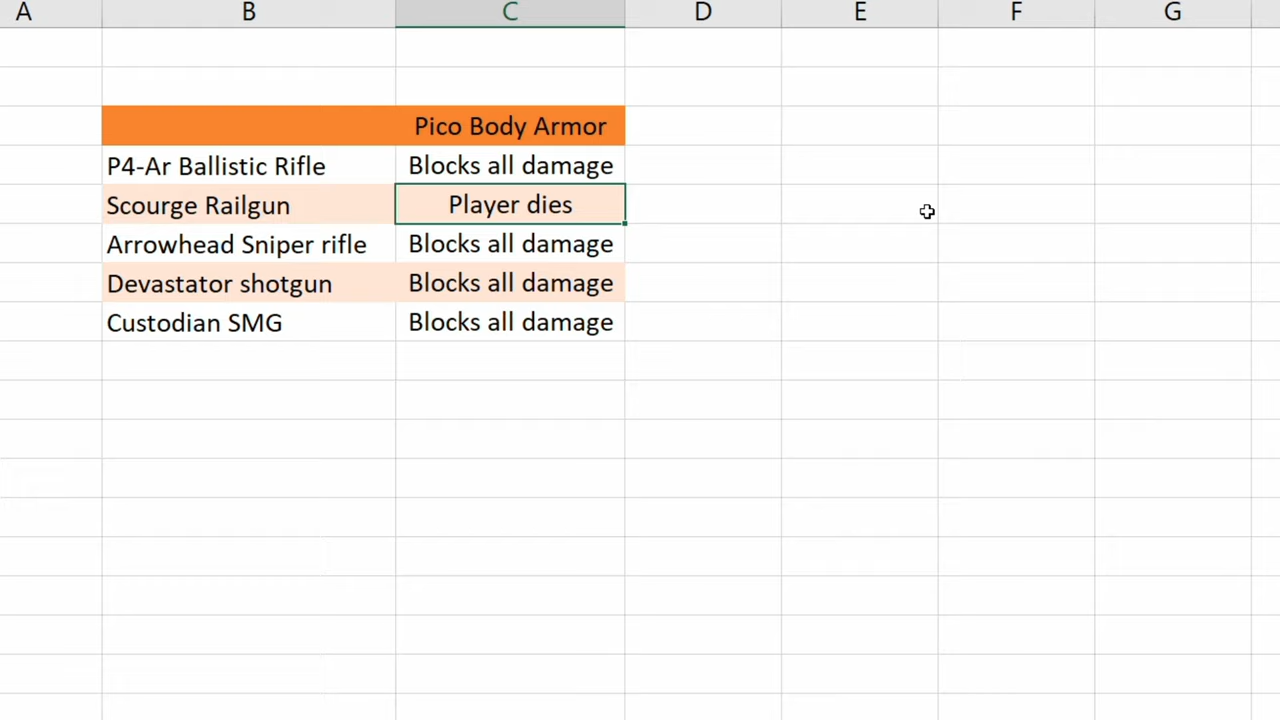 A B C D E F G
Pico Body Armor
P4-Ar Ballistic Rifle Blocks all damage
Scourge Railgun Player dies
Arrowhead Sniper rifle Blocks all damage
Devastator shotgun Blocks all damage
Custodian SMG Blocks all damage